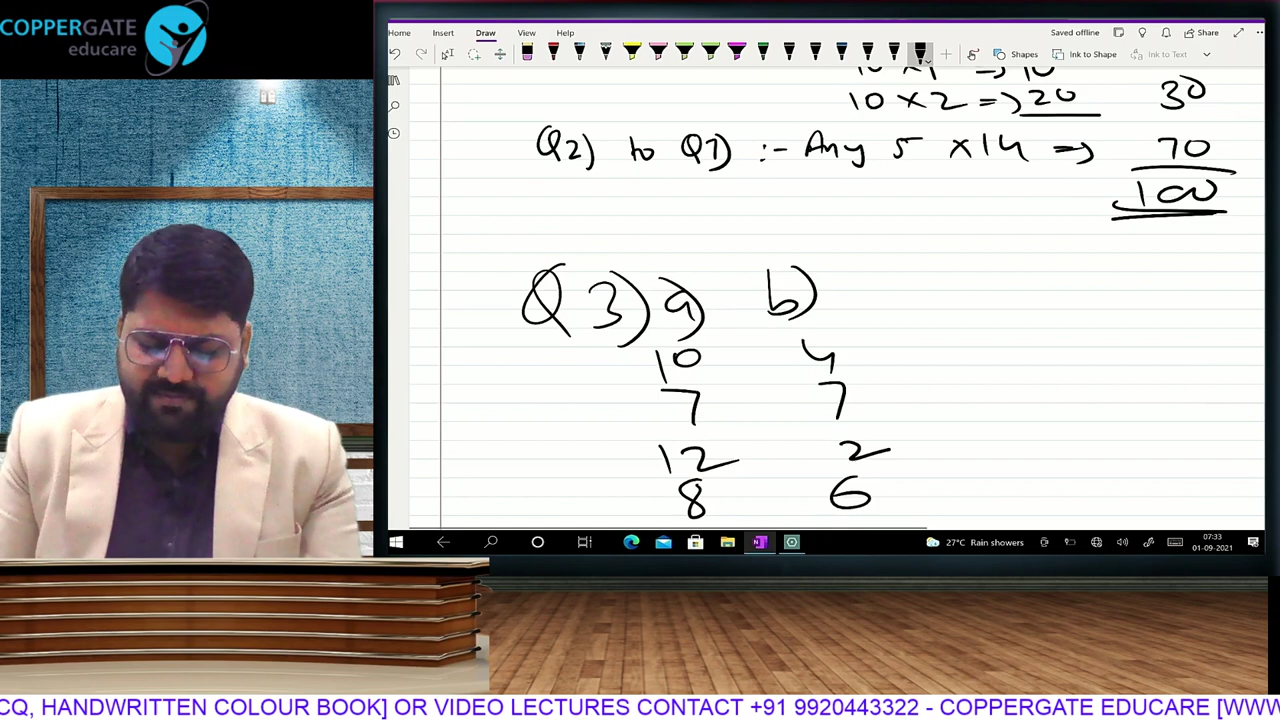 COPPERGATE
educare
Home Insert Draw View Help
Saved offline
Share
Shapes
Ink to Shape
Ink to Text
10 x 1 => 10
10 x 2 => 20 30
Q2) to Q7) :- Any 5 x 14 => 70
100
Q 3) a) b)
10 4
7 7
12 2
8 6
27°C Rain showers
07:33
01-09-2021
CQ, HANDWRITTEN COLOUR BOOK] OR VIDEO LECTURES CONTACT +91 9920443322 - COPPERGATE EDUCARE [WWW